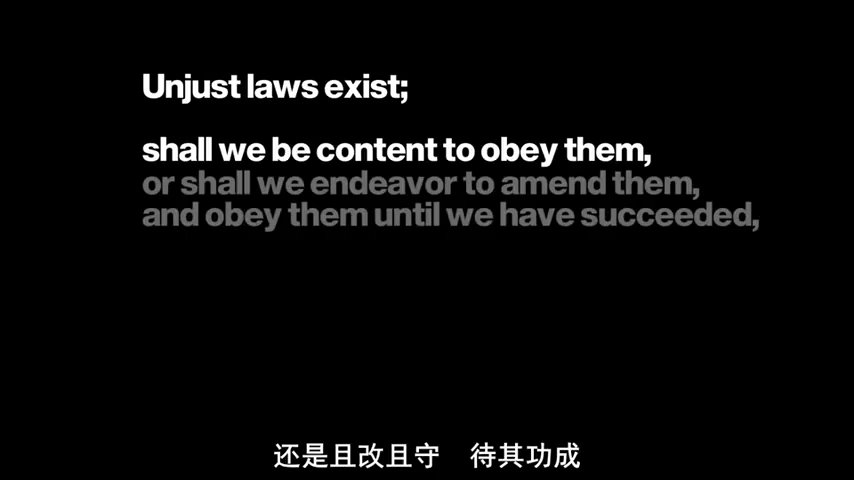 Unjust laws exist;
shall we be content to obey them,
or shall we endeavor to amend them,
and obey them until we have succeeded,
还是且改且守 待其功成